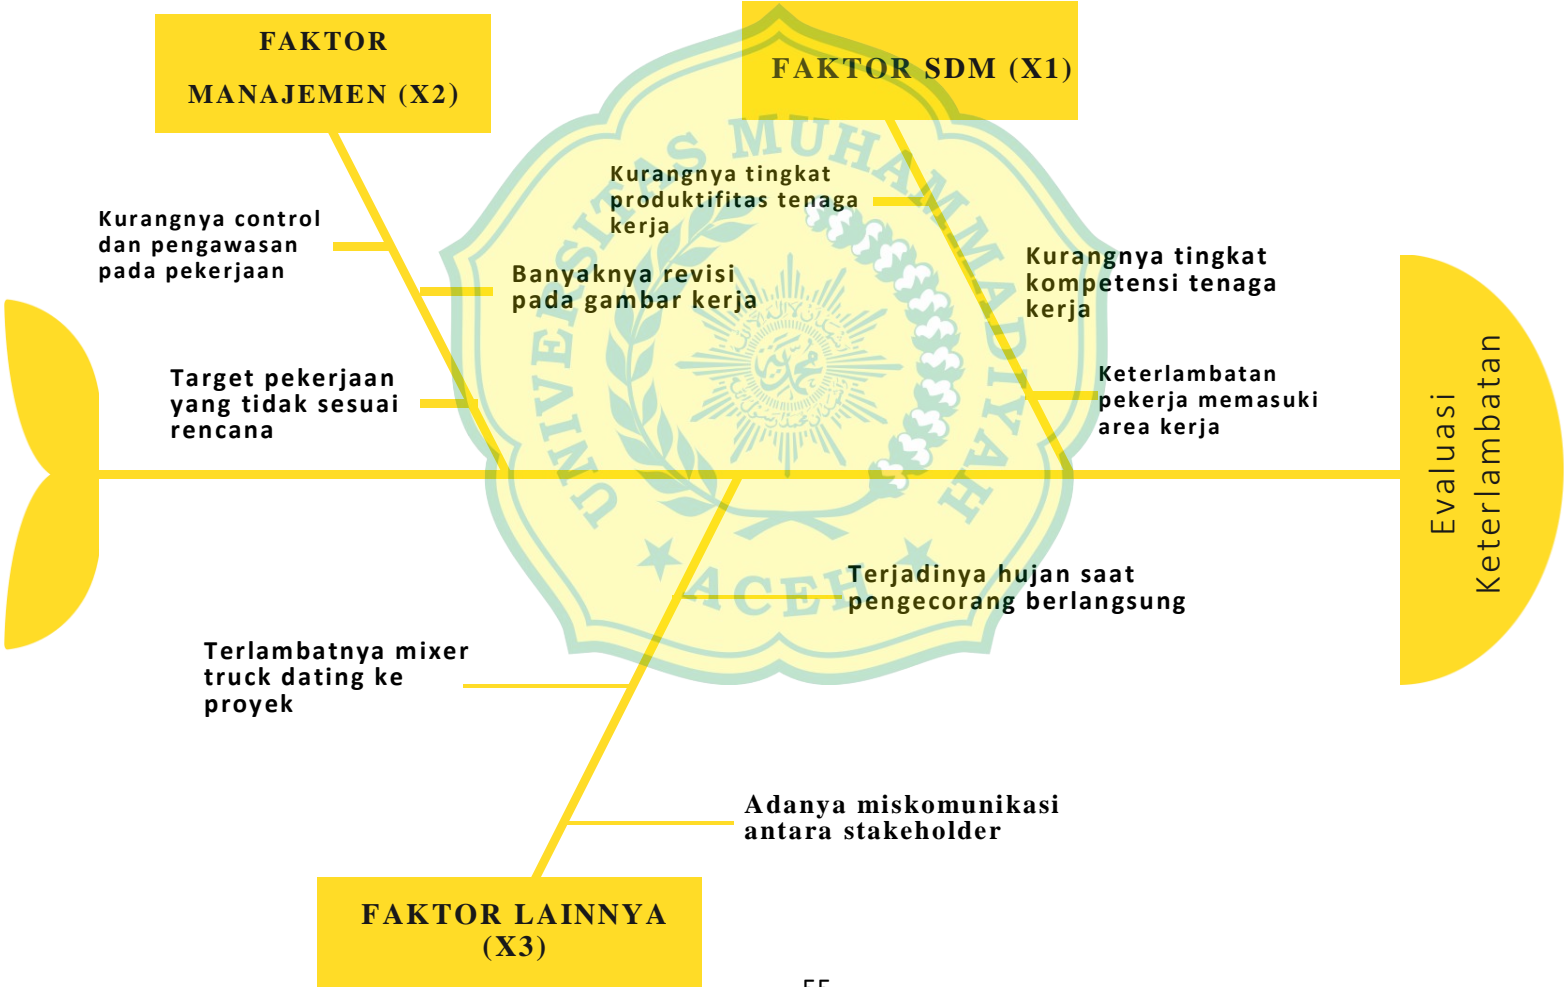 FAKTOR
MANAJEMEN (X2)
FAKTOR SDM (X1)
Kurangnya tingkat
produktifitas tenaga
kerja
Kurangnya control
dan pengawasan
pada pekerjaan
Banyaknya revisi
pada gambar kerja
Kurangnya tingkat
kompetensi tenaga
kerja
Target pekerjaan
yang tidak sesuai
rencana
Keterlambatan
pekerja memasuki
area kerja
Evaluasi
Keterlambatan
UNIVERSITAS MUHAMMADIYAH
ACEH
Terjadinya hujan saat
pengecorang berlangsung
Terlambatnya mixer
truck dating ke
proyek
Adanya miskomunikasi
antara stakeholder
FAKTOR LAINNYA
(X3)